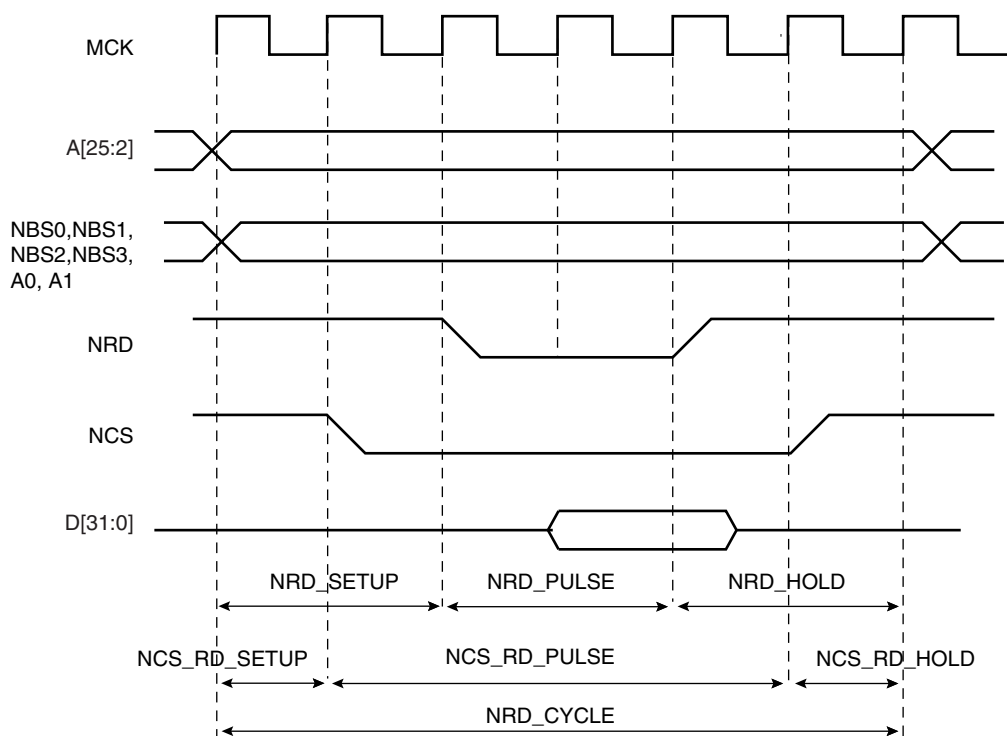 MCK
A[25:2]
NBS0,NBS1,
NBS2,NBS3,
A0, A1
NRD
NCS
D[31:0]
NRD_SETUP
NRD_PULSE
NRD_HOLD
NCS_RD_SETUP
NCS_RD_PULSE
NCS_RD_HOLD
NRD_CYCLE